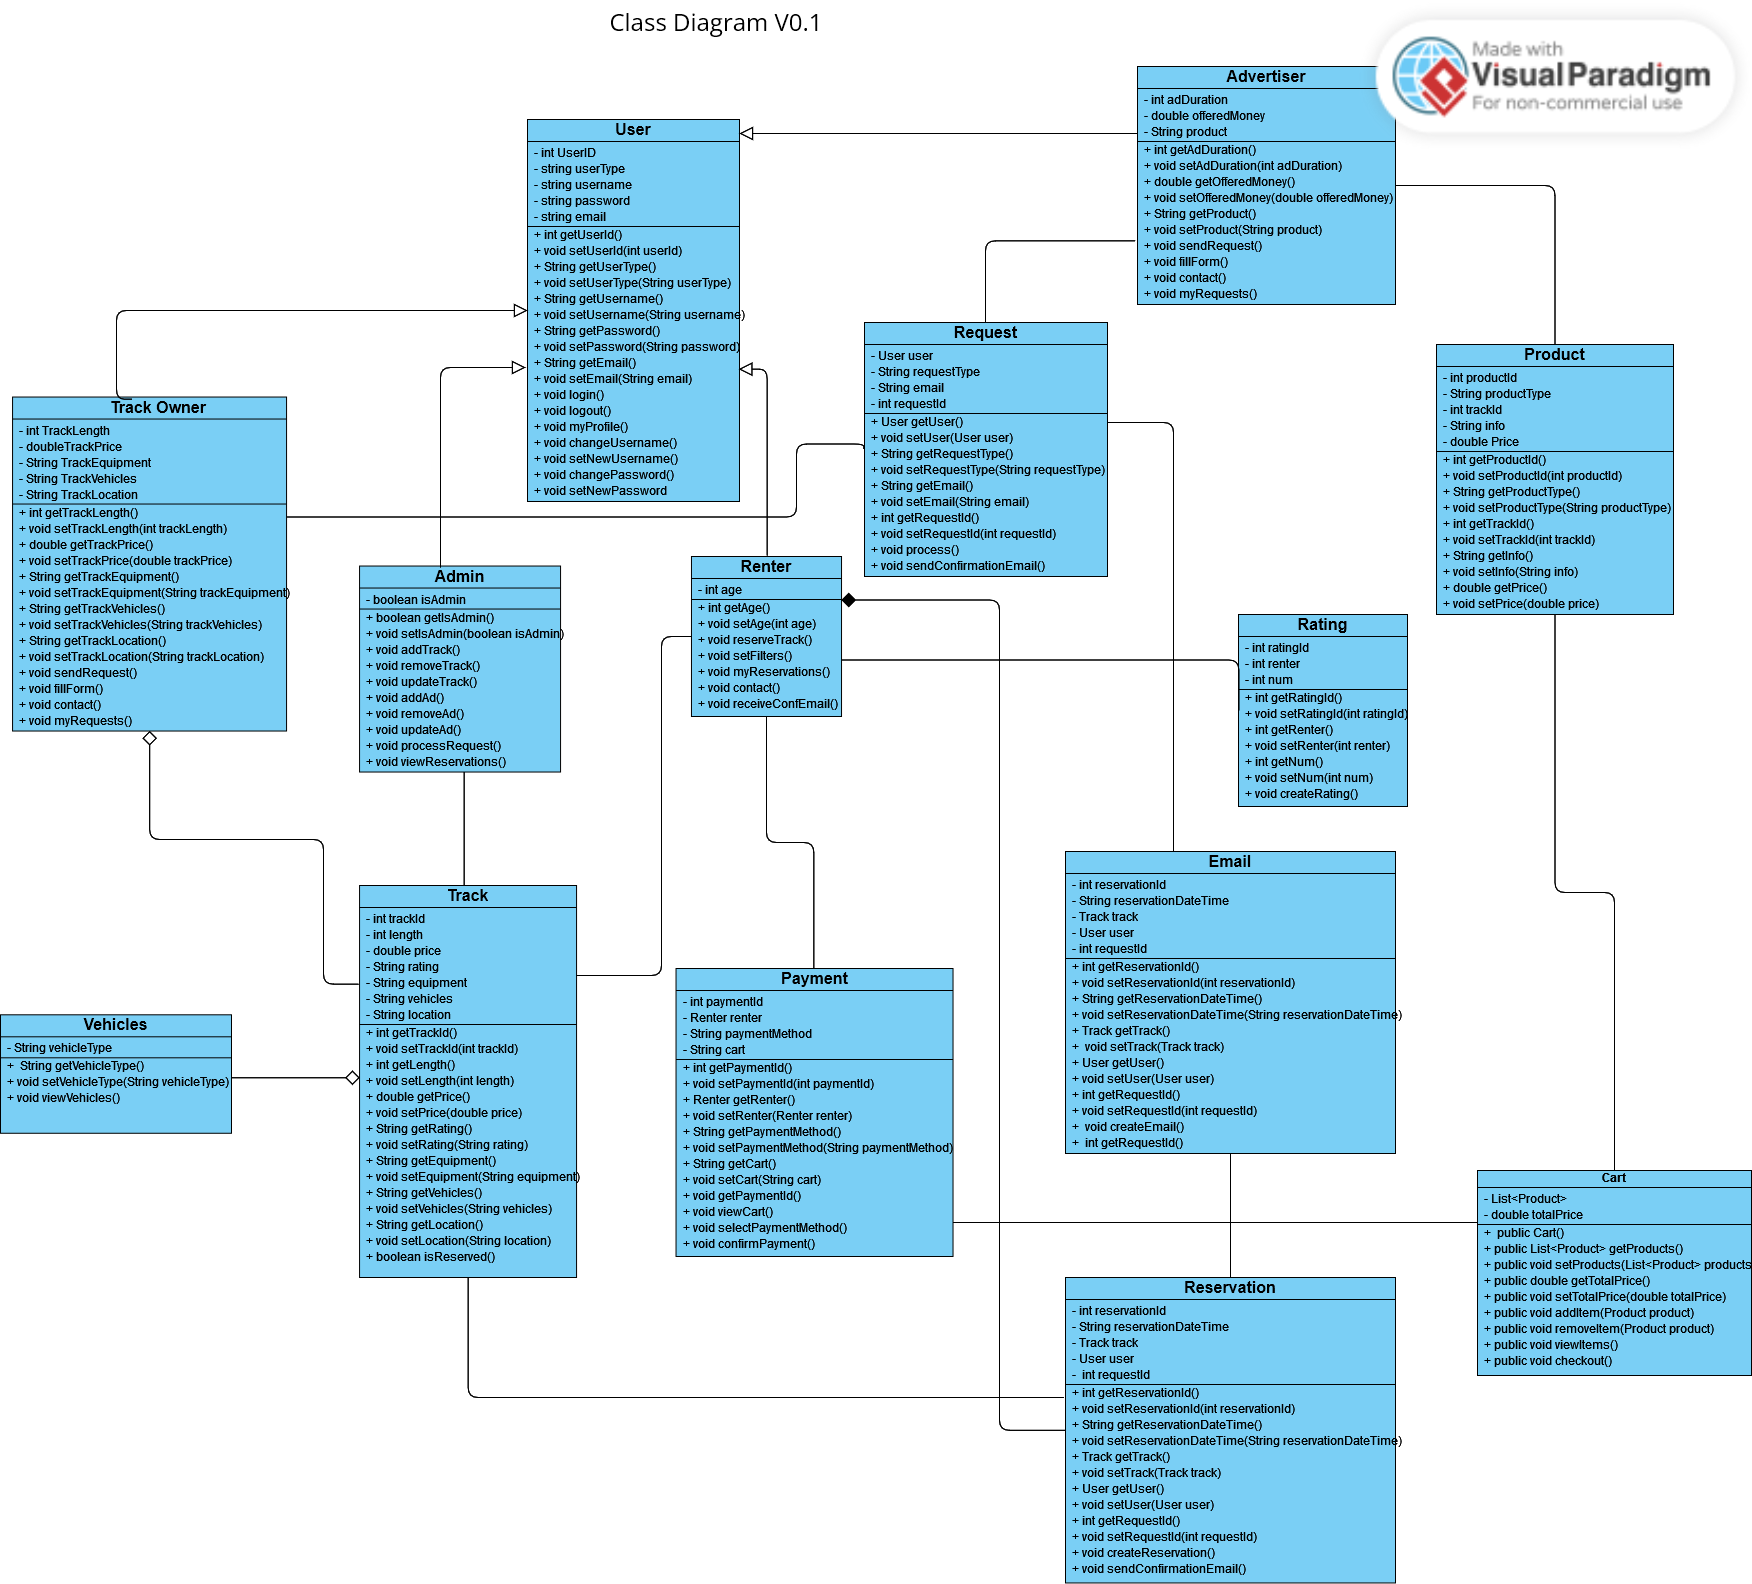 Class Diagram V0.1
Made with
Visual Paradigm
For non-commercial use
Advertiser
- int adDuration
- double offeredMoney
- String product
+ int getAdDuration()
+ void setAdDuration(int adDuration)
+ double getOfferedMoney()
+ void setOfferedMoney(double offeredMoney)
+ String getProduct()
+ void setProduct(String product)
+ void sendRequest()
+ void fillForm()
+ void contact()
+ void myRequests()
User
- int UserID
- string userType
- string username
- string password
- string email
+ int getUserId()
+ void setUserId(int userId)
+ String getUserType()
+ void setUserType(String userType)
+ String getUsername()
+ void setUsername(String username)
+ String getPassword()
+ void setPassword(String password)
+ String getEmail()
+ void setEmail(String email)
+ void login()
+ void logout()
+ void myProfile()
+ void changeUsername()
+ void setNewUsername()
+ void changePassword()
+ void setNewPassword
Request
- User user
- String requestType
- String email
- int requestId
+ User getUser()
+ void setUser(User user)
+ String getRequestType()
+ void setRequestType(String requestType)
+ String getEmail()
+ void setEmail(String email)
+ int getRequestId()
+ void setRequestId(int requestId)
+ void process()
+ void sendConfirmationEmail()
Product
- int productId
- String productType
- int trackId
- String info
- double Price
+ int getProductId()
+ void setProductId(int productId)
+ String getProductType()
+ void setProductType(String productType)
+ int getTrackId()
+ void setTrackId(int trackId)
+ String getInfo()
+ void setInfo(String info)
+ double getPrice()
+ void setPrice(double price)
Track Owner
- int TrackLength
- doubleTrackPrice
- String TrackEquipment
- String TrackVehicles
- String TrackLocation
+ int getTrackLength()
+ void setTrackLength(int trackLength)
+ double getTrackPrice()
+ void setTrackPrice(double trackPrice)
+ String getTrackEquipment()
+ void setTrackEquipment(String trackEquipment)
+ String getTrackVehicles()
+ void setTrackVehicles(String trackVehicles)
+ String getTrackLocation()
+ void setTrackLocation(String trackLocation)
+ void sendRequest()
+ void fillForm()
+ void contact()
+ void myRequests()
Admin
- boolean isAdmin
+ boolean getIsAdmin()
+ void setIsAdmin(boolean isAdmin)
+ void addTrack()
+ void removeTrack()
+ void updateTrack()
+ void addAd()
+ void removeAd()
+ void updateAd()
+ void processRequest()
+ void viewReservations()
Renter
- int age
+ int getAge()
+ void setAge(int age)
+ void reserveTrack()
+ void setFilters()
+ void myReservations()
+ void contact()
+ void receiveConfEmail()
Rating
- int ratingId
- int renter
- int num
+ int getRatingId()
+ void setRatingId(int ratingId)
+ int getRenter()
+ void setRenter(int renter)
+ int getNum()
+ void setNum(int num)
+ void createRating()
Email
- int reservationId
- String reservationDateTime
- Track track
- User user
- int requestId
+ int getReservationId()
+ void setReservationId(int reservationId)
+ String getReservationDateTime()
+ void setReservationDateTime(String reservationDateTime)
+ Track getTrack()
+ void setTrack(Track track)
+ User getUser()
+ void setUser(User user)
+ int getRequestId()
+ void setRequestId(int requestId)
+ void createEmail()
+ int getRequestId()
Track
- int trackId
- int length
- double price
- String rating
- String equipment
- String vehicles
- String location
+ int getTrackId()
+ void setTrackId(int trackId)
+ int getLength()
+ void setLength(int length)
+ double getPrice()
+ void setPrice(double price)
+ String getRating()
+ void setRating(String rating)
+ String getEquipment()
+ void setEquipment(String equipment)
+ String getVehicles()
+ void setVehicles(String vehicles)
+ String getLocation()
+ void setLocation(String location)
+ boolean isReserved()
Vehicles
- String vehicleType
+ String getVehicleType()
+ void setVehicleType(String vehicleType)
+ void viewVehicles()
Payment
- int paymentId
- Renter renter
- String paymentMethod
- String cart
+ int getPaymentId()
+ void setPaymentId(int paymentId)
+ Renter getRenter()
+ void setRenter(Renter renter)
+ String getPaymentMethod()
+ void setPaymentMethod(String paymentMethod)
+ String getCart()
+ void setCart(String cart)
+ void getPaymentId()
+ void viewCart()
+ void selectPaymentMethod()
+ void confirmPayment()
Cart
- List<Product>
- double totalPrice
+ public Cart()
+ public List<Product> getProducts()
+ public void setProducts(List<Product> products
+ public double getTotalPrice()
+ public void setTotalPrice(double totalPrice)
+ public void addItem(Product product)
+ public void removeItem(Product product)
+ public void viewItems()
+ public void checkout()
Reservation
- int reservationId
- String reservationDateTime
- Track track
- User user
- int requestId
+ int getReservationId()
+ void setReservationId(int reservationId)
+ String getReservationDateTime()
+ void setReservationDateTime(String reservationDateTime)
+ Track getTrack()
+ void setTrack(Track track)
+ User getUser()
+ void setUser(User user)
+ int getRequestId()
+ void setRequestId(int requestId)
+ void createReservation()
+ void sendConfirmationEmail()